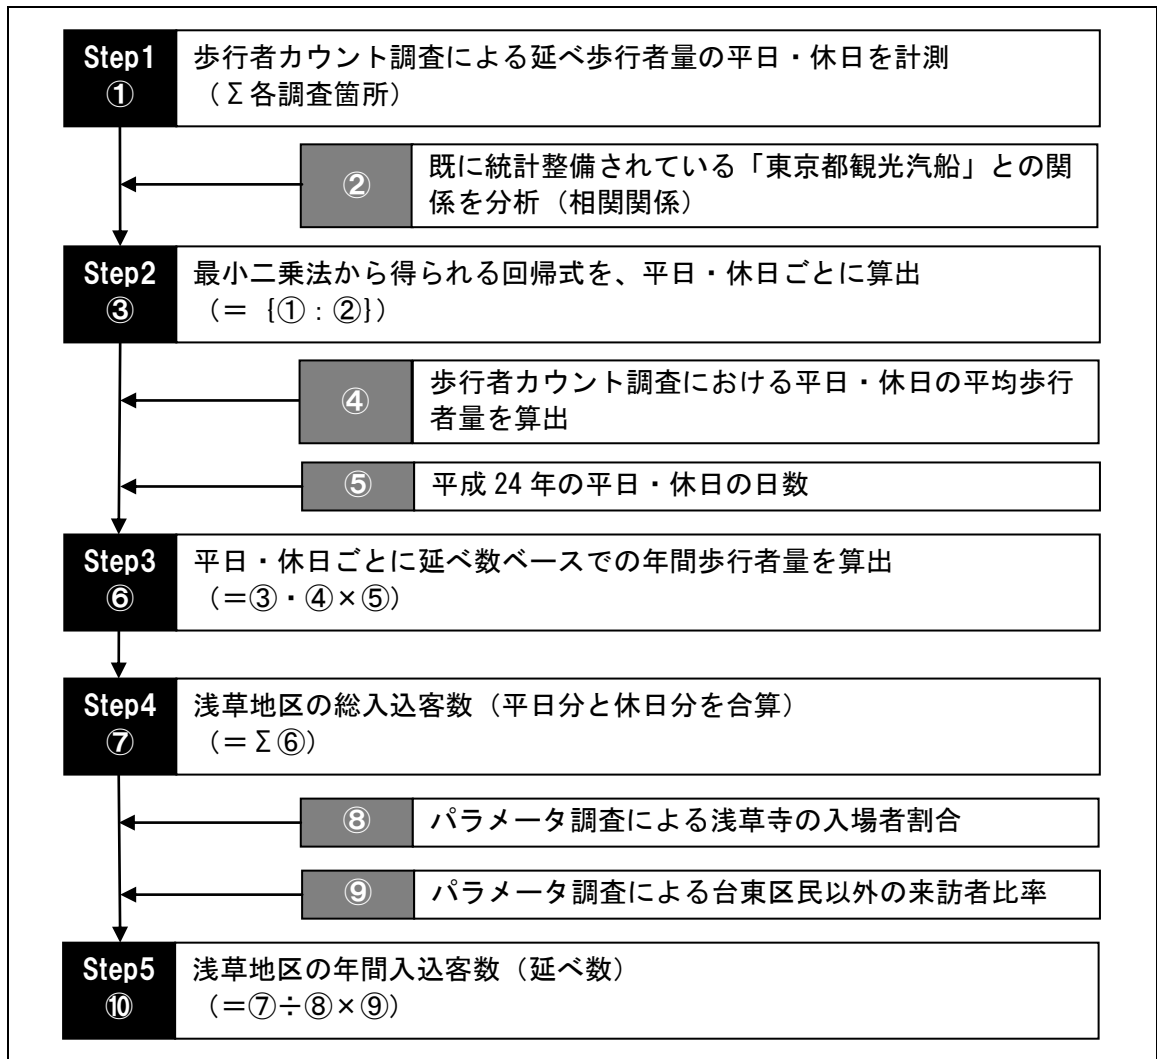 Step1
①
歩行者カウント調査による延べ歩行者量の平日・休日を計測
（Σ各調査箇所）
②
既に統計整備されている「東京都観光汽船」との関
係を分析（相関関係）
Step2
③
最小二乗法から得られる回帰式を、平日・休日ごとに算出
（＝ {①：②}）
④
歩行者カウント調査における平日・休日の平均歩行
者量を算出
⑤
平成 24 年の平日・休日の日数
Step3
⑥
平日・休日ごとに延べ数ベースでの年間歩行者量を算出
（＝③・④×⑤）
Step4
⑦
浅草地区の総入込客数（平日分と休日分を合算）
（＝Σ⑥）
⑧
パラメータ調査による浅草寺の入場者割合
⑨
パラメータ調査による台東区民以外の来訪者比率
Step5
⑩
浅草地区の年間入込客数（延べ数）
（＝⑦÷⑧×⑨）